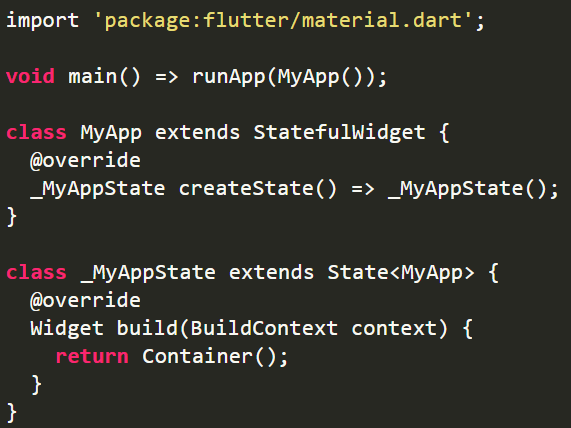 import 'package:flutter/material.dart';
void main() => runApp(MyApp());
class MyApp extends StatefulWidget {
  @override
  _MyAppState createState() => _MyAppState();
}
class _MyAppState extends State<MyApp> {
  @override
  Widget build(BuildContext context) {
    return Container();
  }
}